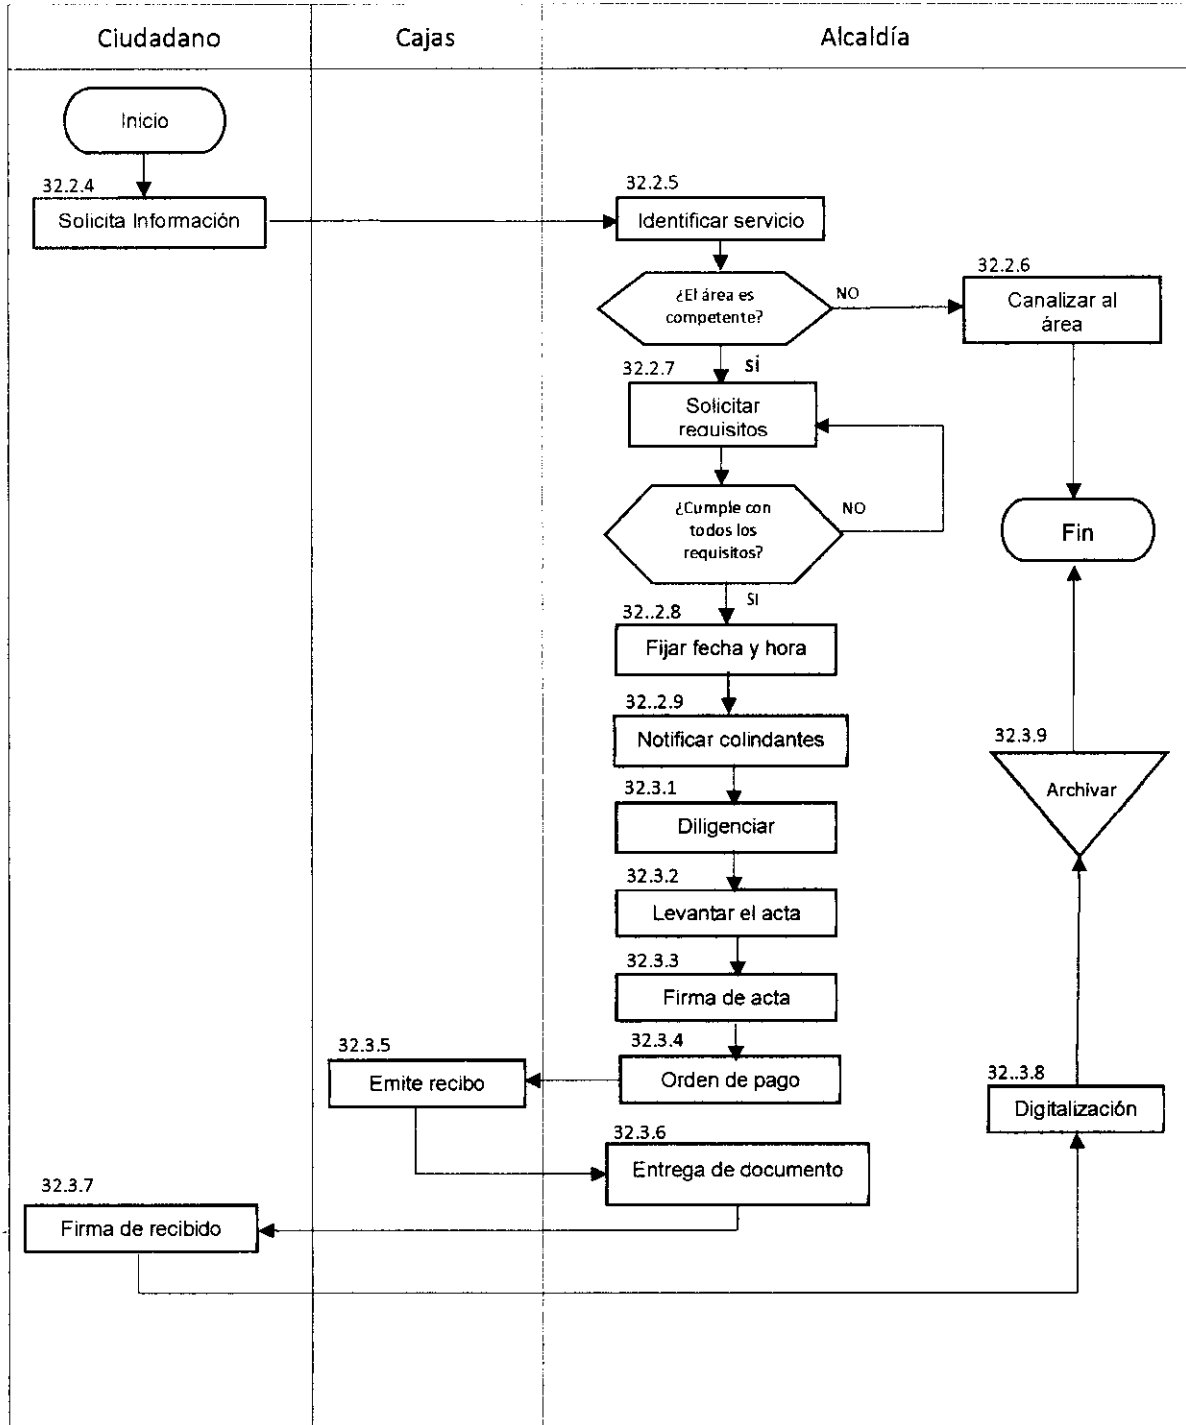 Ciudadano
Cajas
Alcaldía
Inicio
32.2.4
Solicita Información
32.2.5
Identificar servicio
¿El área es
competente?
NO
32.2.6
Canalizar al
área
si
32.2.7
Solicitar
requisitos
¿Cumple con
todos los
requisitos?
NO
Fin
SI
32..2.8
Fijar fecha y hora
32..2.9
Notificar colindantes
32.3.1
Diligenciar
32.3.2
Levantar el acta
32.3.3
Firma de acta
32.3.4
Orden de pago
32.3.5
Emite recibo
32.3.6
Entrega de documento
32.3.7
Firma de recibido
32..3.8
Digitalización
32.3.9
Archivar